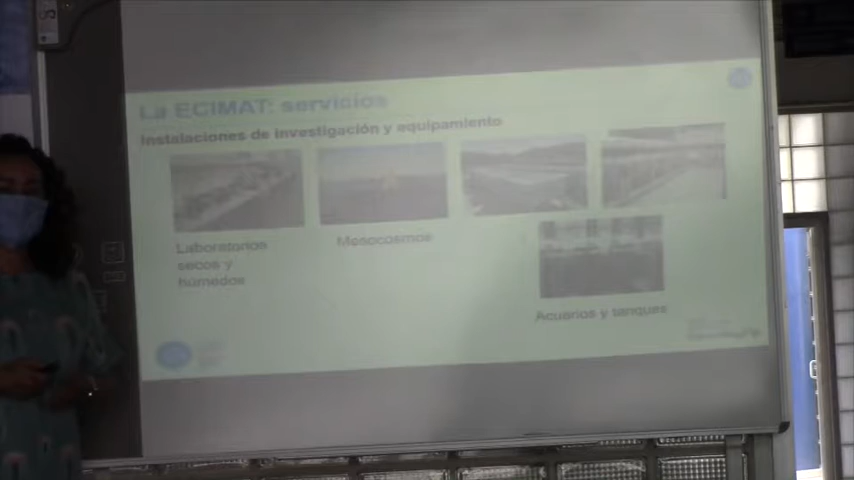 La ECIMAT: servicios
Instalaciones de investigación y equipamiento
Laboratorios
secos y
húmedos
Mesocosmos
Acuarios y tanques